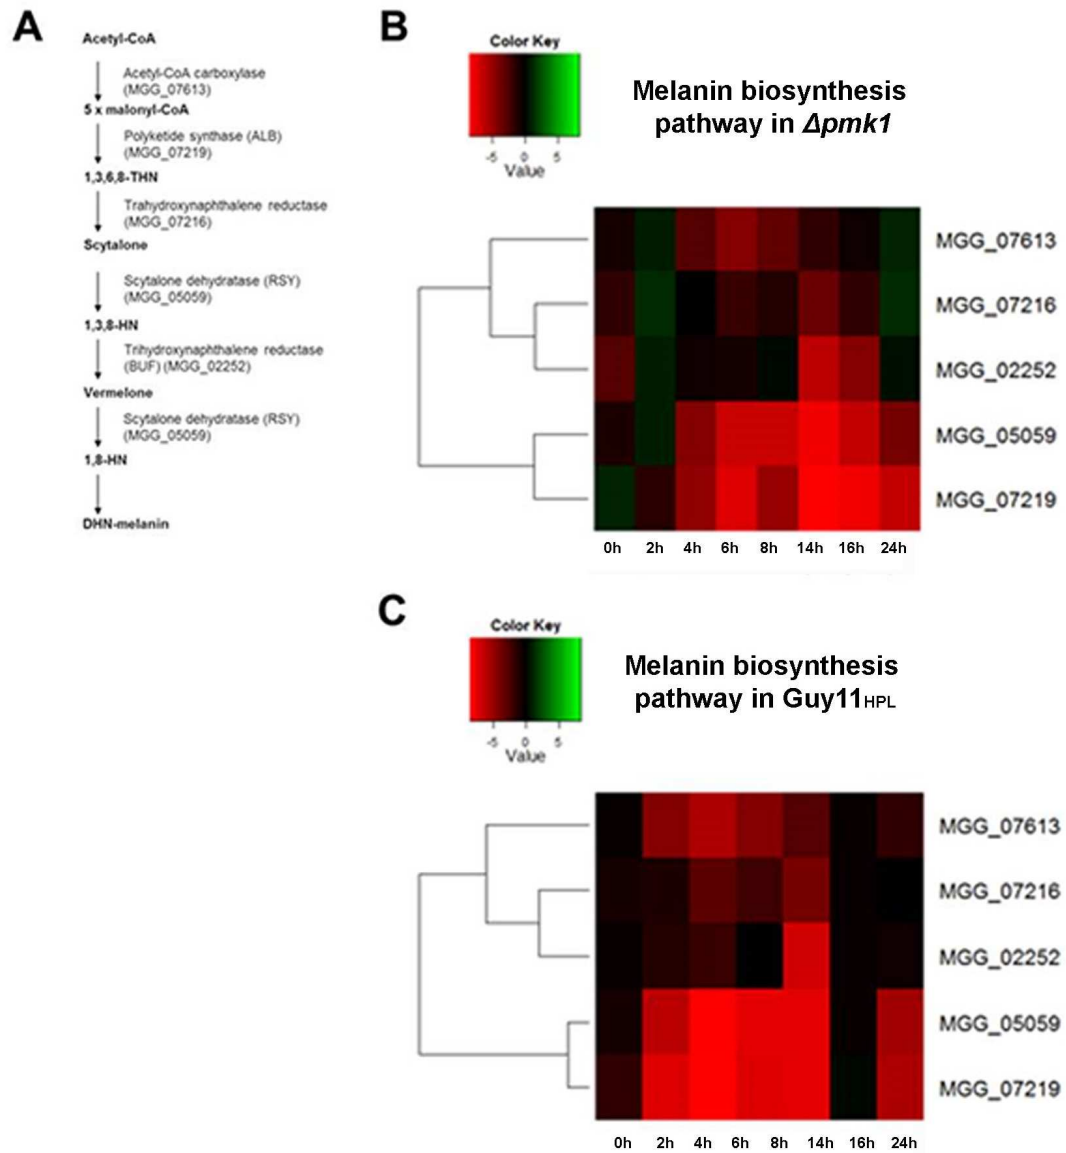 A
Acetyl-CoA
Acetyl-CoA carboxylase
(MGG_07613)
5 x malonyl-CoA
Polyketide synthase (ALB)
(MGG_07219)
1,3,6,8-THN
Trahydroxynaphthalene reductase
(MGG_07216)
Scytalone
Scytalone dehydratase (RSY)
(MGG_05059)
1,3,8-HN
Trihydroxynaphthalene reductase
(BUF) (MGG_02252)
Vermelone
Scytalone dehydratase (RSY)
(MGG_05059)
1,8-HN
DHN-melanin
B
Color Key
-5 0 5
Value
Melanin biosynthesis
pathway in Δpmk1
MGG_07613
MGG_07216
MGG_02252
MGG_05059
MGG_07219
0h 2h 4h 6h 8h 14h 16h 24h
C
Color Key
-5 0 5
Value
Melanin biosynthesis
pathway in Guy11HPL
MGG_07613
MGG_07216
MGG_02252
MGG_05059
MGG_07219
0h 2h 4h 6h 8h 14h 16h 24h